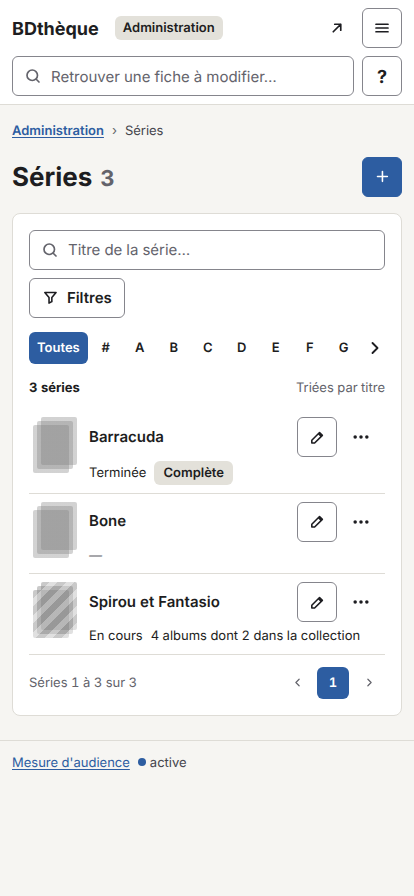 BDthèque Administration
Retrouver une fiche à modifier... ?
Administration › Séries
Séries 3
+
Titre de la série...
Filtres
Toutes # A B C D E F G
3 séries Triées par titre
Barracuda
Terminée Complète
Bone
—
Spirou et Fantasio
En cours 4 albums dont 2 dans la collection
Séries 1 à 3 sur 3 ‹ 1 ›
Mesure d'audience active